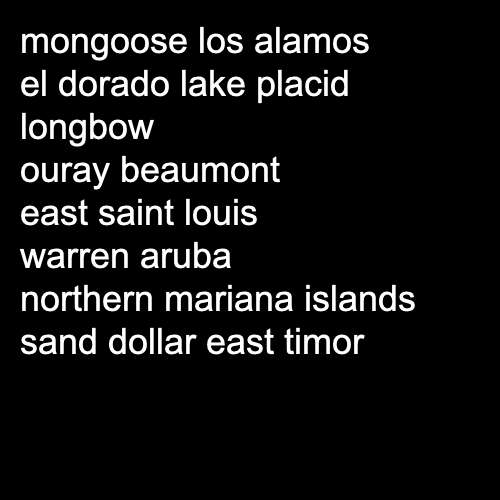 mongoose los alamos
el dorado lake placid
longbow
ouray beaumont
east saint louis
warren aruba
northern mariana islands
sand dollar east timor